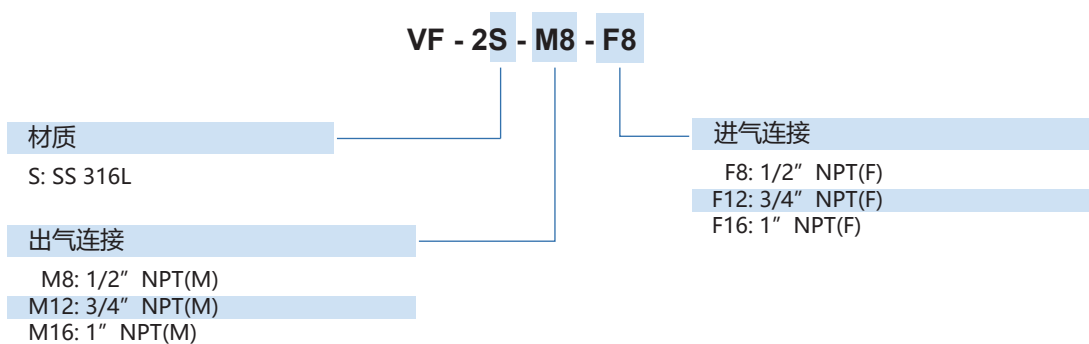 VF - 2S - M8 - F8
材质
S: SS 316L
出气连接
M8: 1/2” NPT(M)
M12: 3/4” NPT(M)
M16: 1” NPT(M)
进气连接
F8: 1/2” NPT(F)
F12: 3/4” NPT(F)
F16: 1” NPT(F)